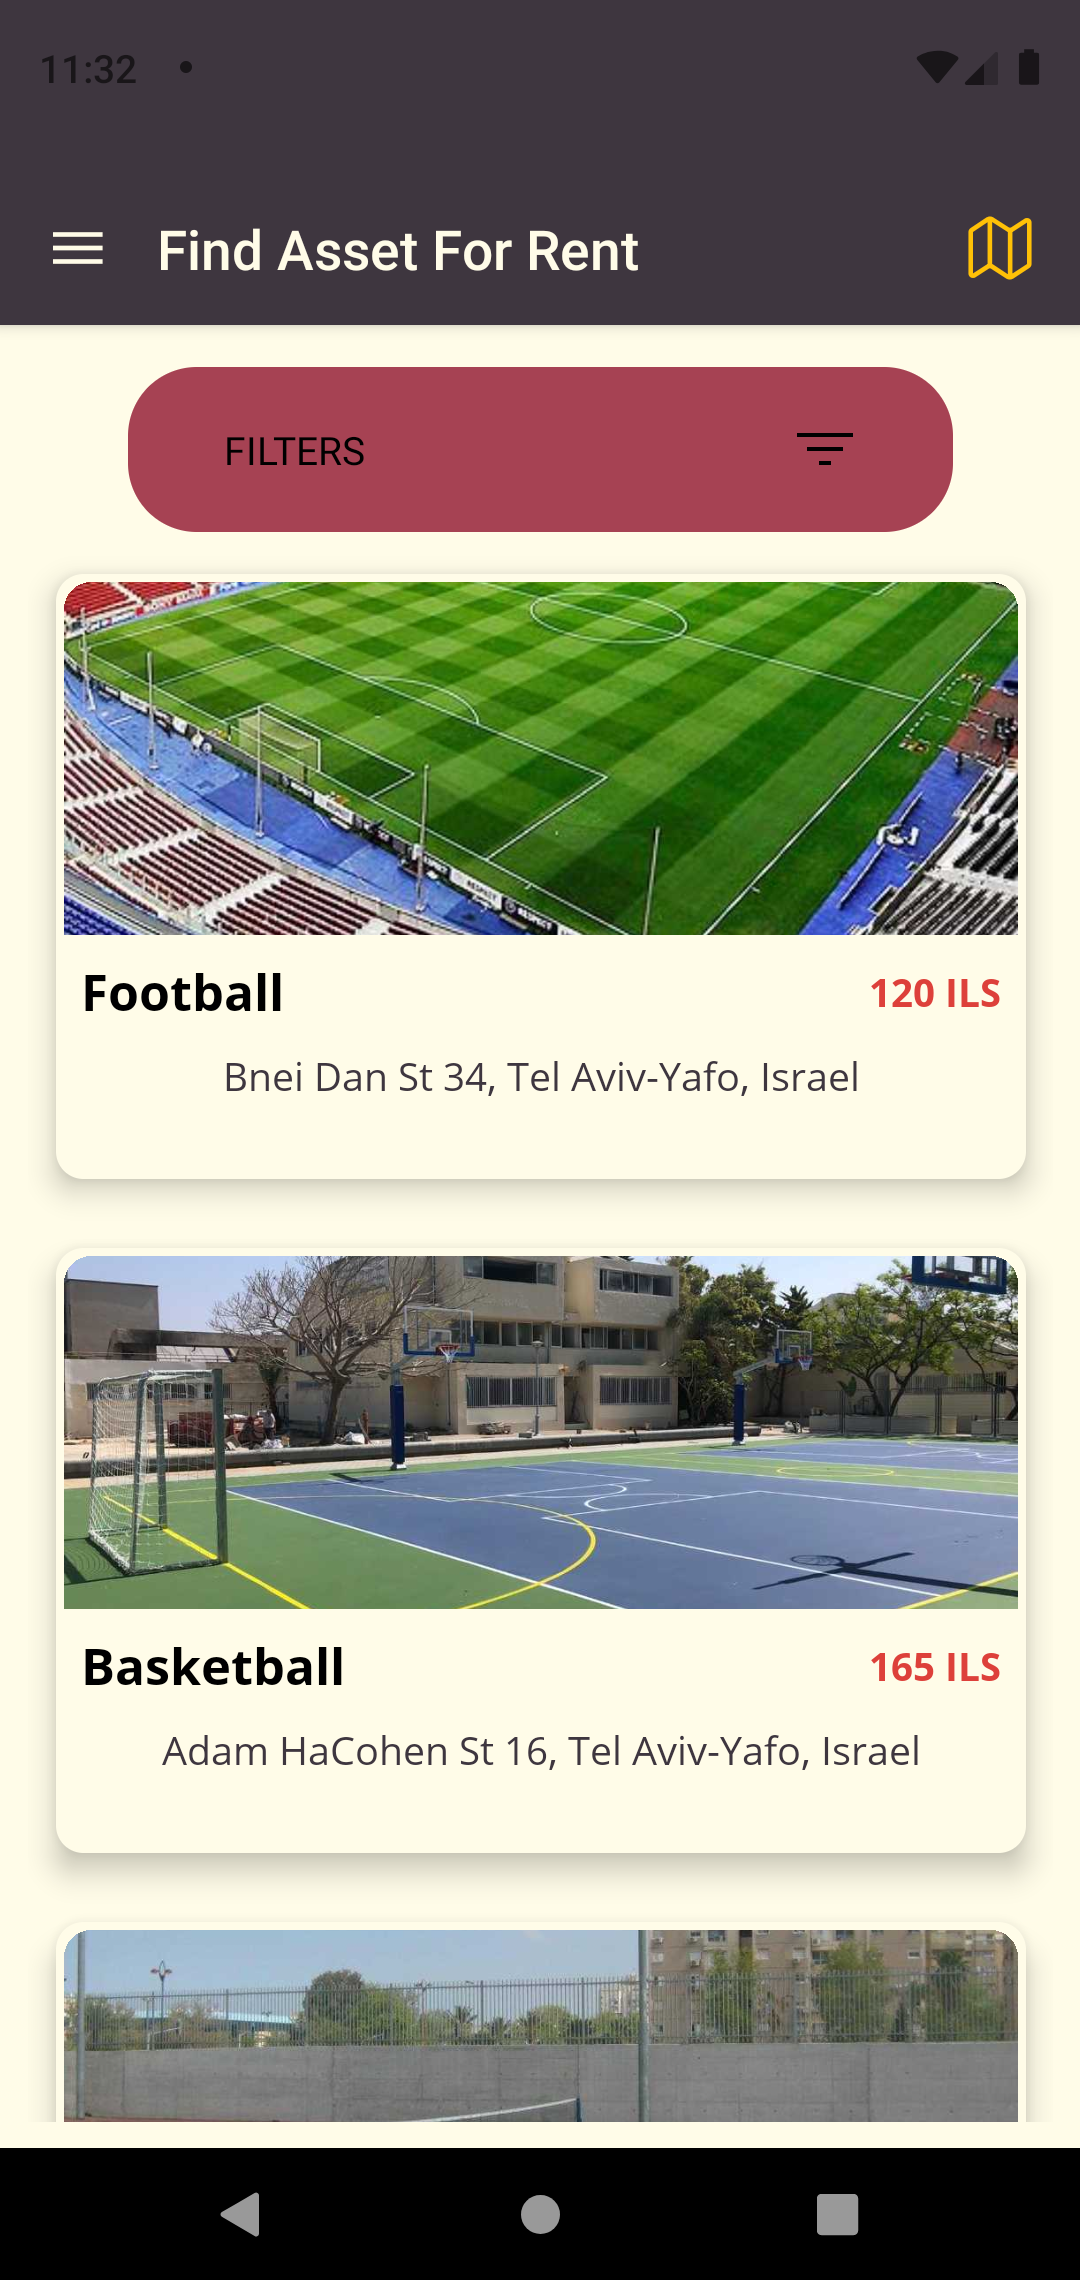 11:32
Find Asset For Rent
FILTERS
RESPECT
Football
120 ILS
Bnei Dan St 34, Tel Aviv-Yafo, Israel
Basketball
165 ILS
Adam HaCohen St 16, Tel Aviv-Yafo, Israel